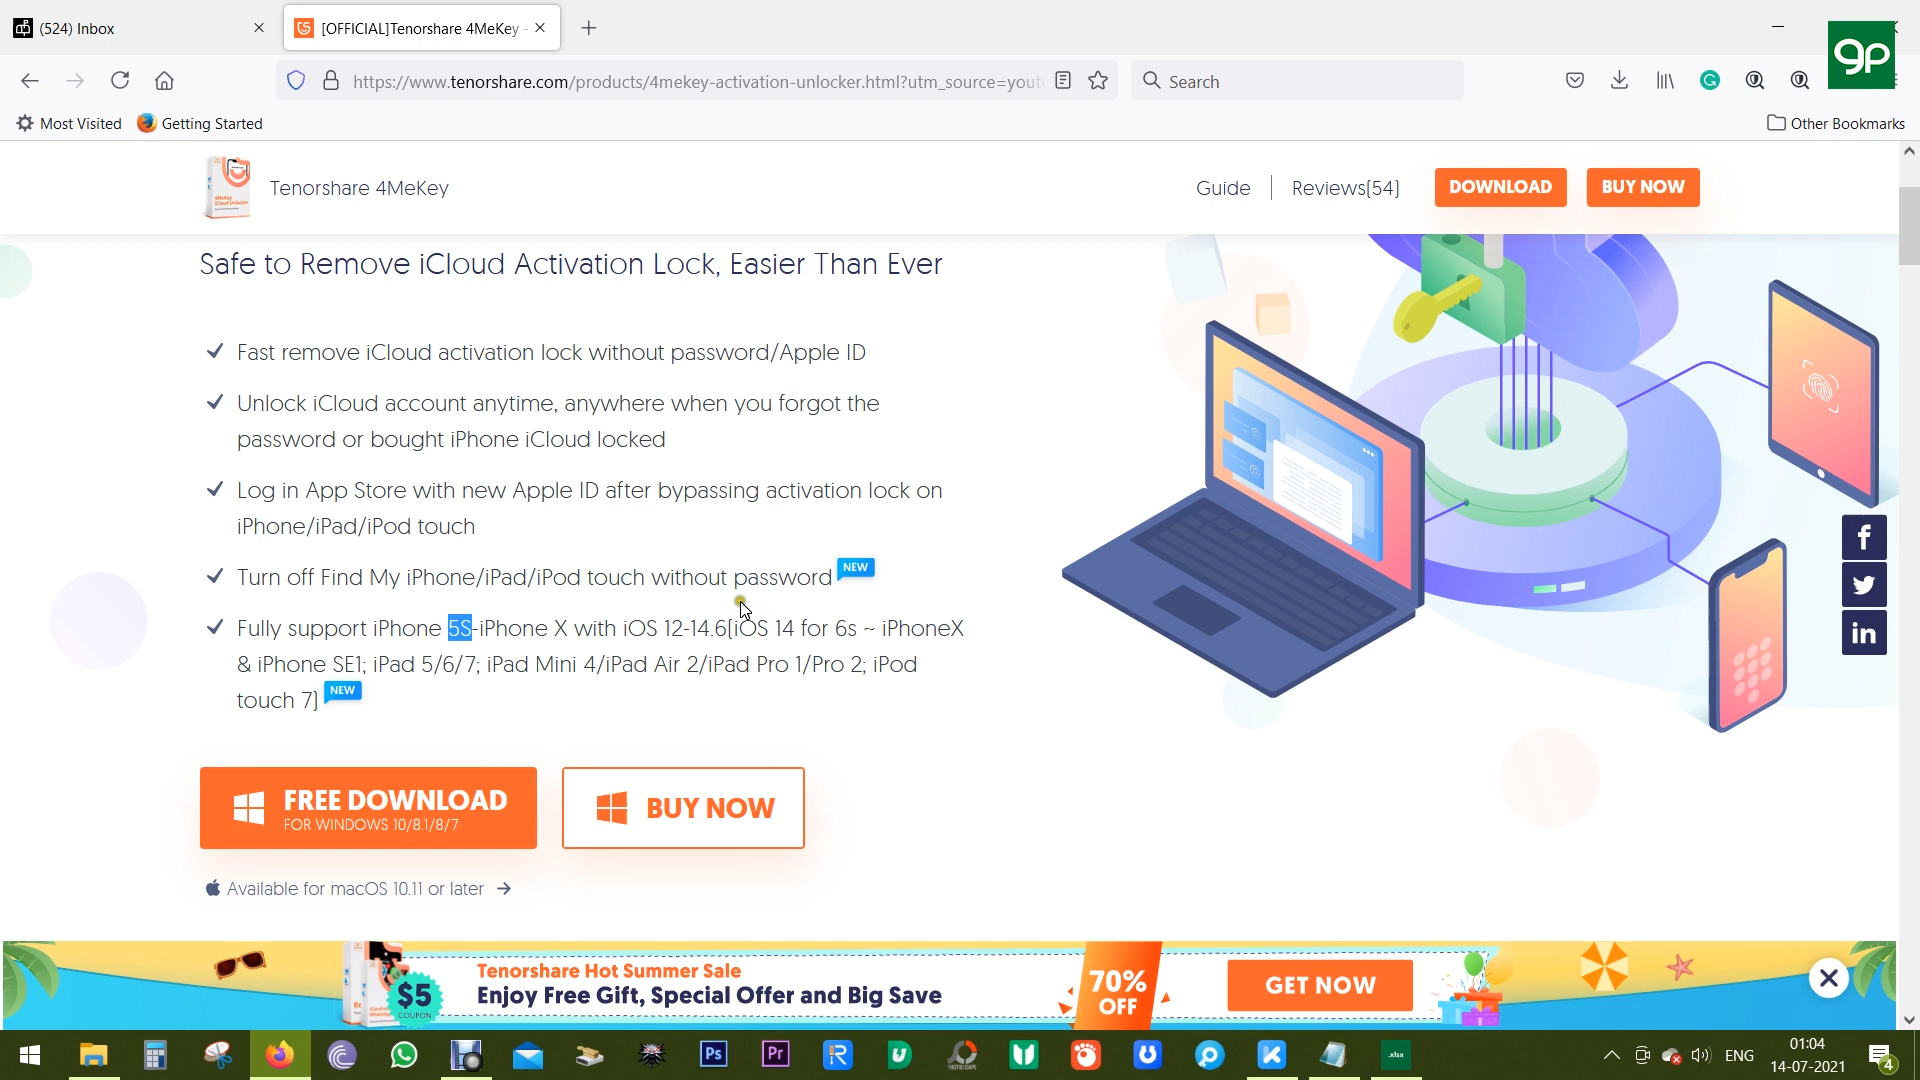 (524) Inbox
[OFFICIAL]Tenorshare 4MeKey -
https://www.tenorshare.com/products/4mekey-activation-unlocker.html?utm_source=yout
Search
gp
Most Visited
Getting Started
Other Bookmarks
Tenorshare 4MeKey
Guide
Reviews(54)
DOWNLOAD
BUY NOW
Safe to Remove iCloud Activation Lock, Easier Than Ever
Fast remove iCloud activation lock without password/Apple ID
Unlock iCloud account anytime, anywhere when you forgot the
password or bought iPhone iCloud locked
Log in App Store with new Apple ID after bypassing activation lock on
iPhone/iPad/iPod touch
Turn off Find My iPhone/iPad/iPod touch without password NEW
Fully support iPhone 5S-iPhone X with iOS 12-14.6(iOS 14 for 6s ~ iPhoneX
& iPhone SE1; iPad 5/6/7; iPad Mini 4/iPad Air 2/iPad Pro 1/Pro 2; iPod
touch 7) NEW
FREE DOWNLOAD
FOR WINDOWS 10/8.1/8/7
BUY NOW
Available for macOS 10.11 or later
$5
COUPON
Tenorshare Hot Summer Sale
Enjoy Free Gift, Special Offer and Big Save
70%
OFF
GET NOW
Ps
Pr
.xlsx
ENG
01:04
14-07-2021
4